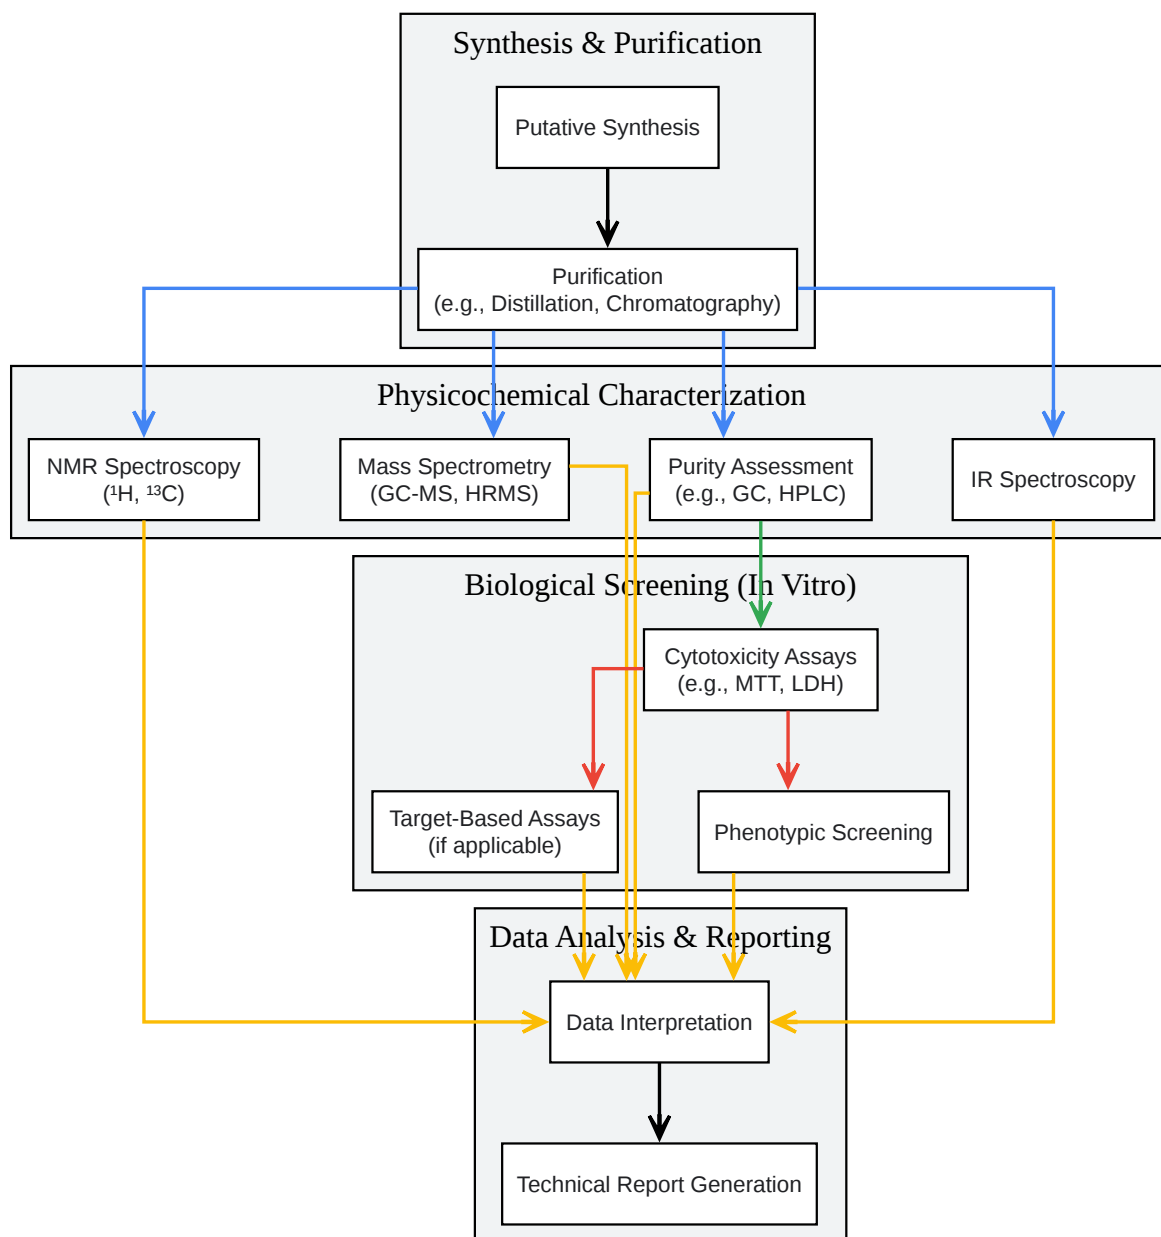 Synthesis & Purification
Putative Synthesis
Purification
(e.g., Distillation, Chromatography)
Physicochemical Characterization
NMR Spectroscopy
(¹H, ¹³C)
Mass Spectrometry
(GC-MS, HRMS)
Purity Assessment
(e.g., GC, HPLC)
IR Spectroscopy
Biological Screening (In Vitro)
Cytotoxicity Assays
(e.g., MTT, LDH)
Target-Based Assays
(if applicable)
Phenotypic Screening
Data Analysis & Reporting
Data Interpretation
Technical Report Generation